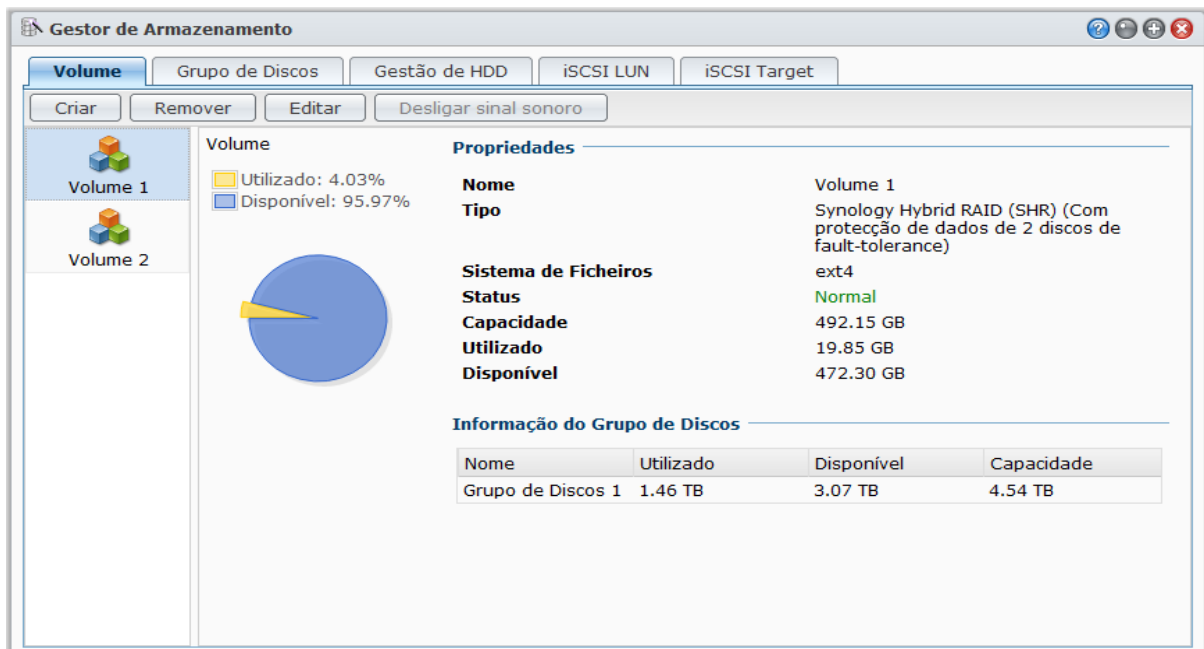 Gestor de Armazenamento
Volume Grupo de Discos Gestão de HDD iSCSI LUN iSCSI Target
Criar Remover Editar Desligar sinal sonoro
Volume 1
Volume 2
Volume
Utilizado: 4.03%
Disponível: 95.97%
Propriedades
Nome Volume 1
Tipo Synology Hybrid RAID (SHR) (Com
protecção de dados de 2 discos de
fault-tolerance)
Sistema de Ficheiros ext4
Status Normal
Capacidade 492.15 GB
Utilizado 19.85 GB
Disponível 472.30 GB
Informação do Grupo de Discos
Nome Utilizado Disponível Capacidade
Grupo de Discos 1 1.46 TB 3.07 TB 4.54 TB